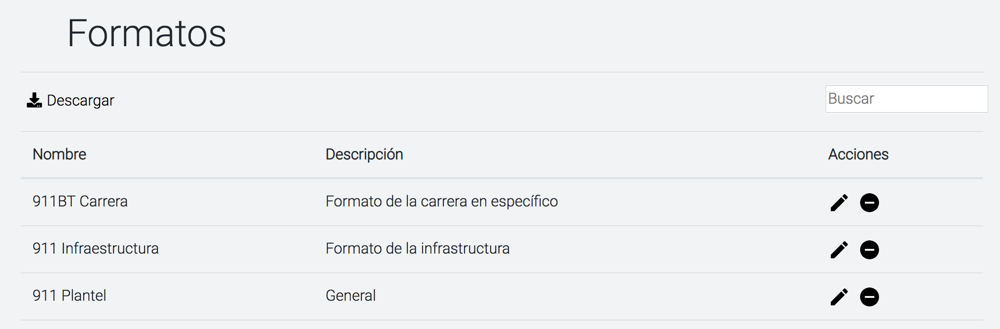 Formatos
Descargar
Buscar
Nombre Descripción Acciones
911BT Carrera Formato de la carrera en específico
911 Infraestructura Formato de la infrastructura
911 Plantel General